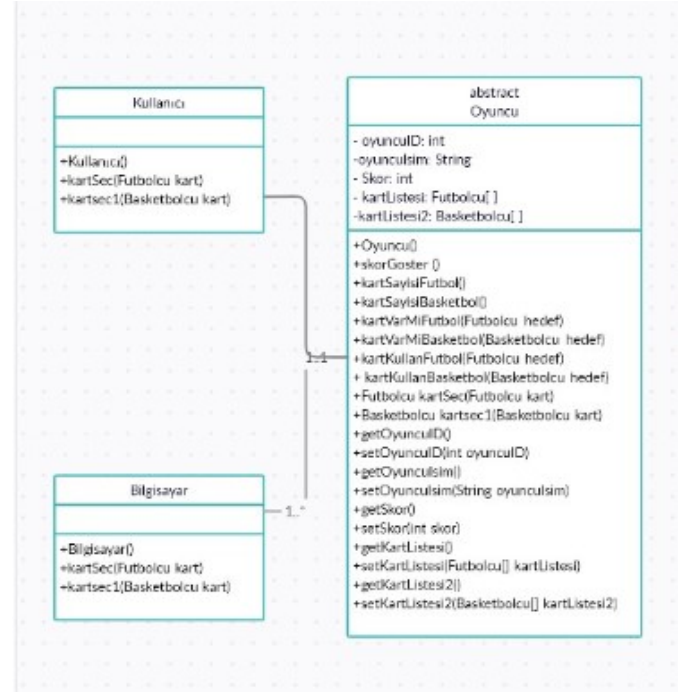 Kullanıcı
+Kullanıcı()
+kartSec(Futbolcu kart)
+kartsec1(Basketbolcu kart)
abstract
Oyuncu
- oyuncuID: int
-oyuncuIsim: String
- Skor: int
- kartListesi: Futbolcu[ ]
-kartListesi2: Basketbolcu[ ]
+Oyuncu()
+skorGoster ()
+kartSayisiFutbol()
+kartSayisiBasketbol()
+kartVarMiFutbol(Futbolcu hedef)
+kartVarMiBasketbol(Basketbolcu hedef)
+kartKullanFutbol(Futbolcu hedef)
+ kartKullanBasketbol(Basketbolcu hedef)
+Futbolcu kartSec(Futbolcu kart)
+Basketbolcu kartsec1(Basketbolcu kart)
+getOyuncuID()
+setOyuncuID(int oyuncuID)
+getOyuncuIsim()
+setOyuncuIsim(String oyuncuIsim)
+getSkor()
+setSkor(int skor)
+getKartListesi()
+setKartListesi(Futbolcu[] kartListesi)
+getKartListesi2()
+setKartListesi2(Basketbolcu[] kartListesi2)
1..1
Bilgisayar
1..*
+Bilgisayar()
+kartSec(Futbolcu kart)
+kartsec1(Basketbolcu kart)